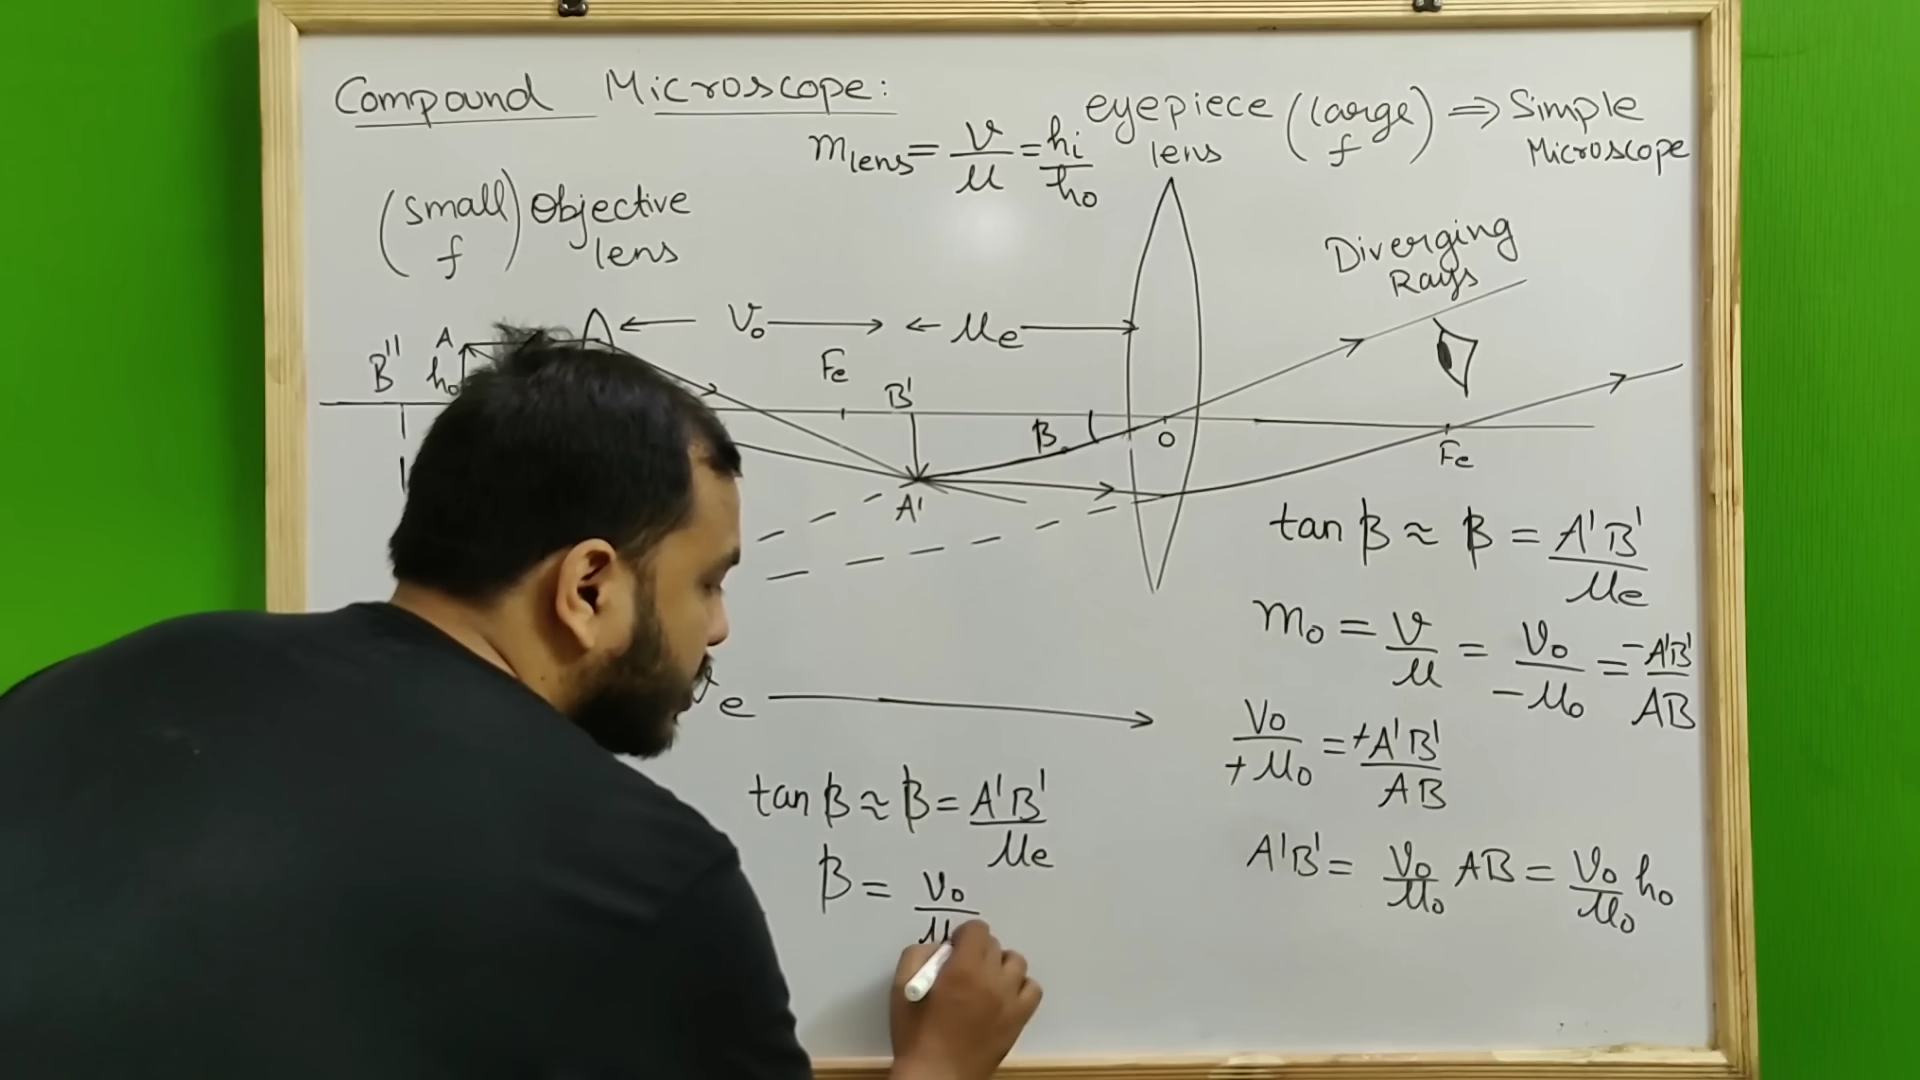 Compound Microscope:
m_lens = v/u = hi/ho
eyepiece lens (large f) ⇒ Simple Microscope
(small f) Objective lens
Diverging Rays
B'' A ho
← Vo → ← ue →
Fe
B'
β
O
Fe
A'
tan β ≈ β = A'B'/ue
mo = v/u = vo/-uo = -A'B'/AB
e
vo/+uo = +A'B'/AB
tan β ≈ β = A'B'/ue
A'B' = vo/uo AB = vo/uo ho
β = vo/u